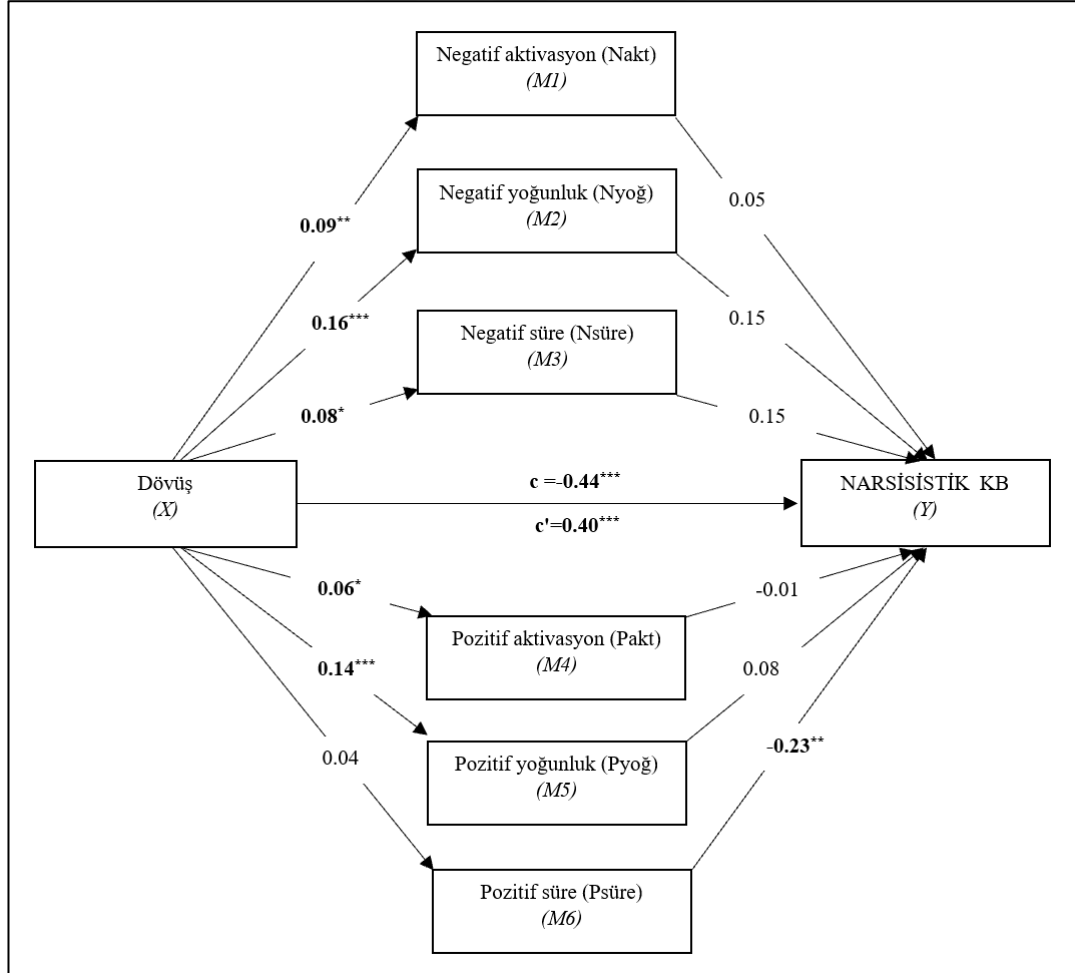 Negatif aktivasyon (Nakt)
(M1)
Negatif yoğunluk (Nyoğ)
(M2)
0.05
0.09**
Negatif süre (Nsüre)
(M3)
0.16***
0.15
0.08*
0.15
Dövüş
(X)
c =-0.44***
c'=0.40***
NARSİSİSTİK KB
(Y)
0.06*
-0.01
Pozitif aktivasyon (Pakt)
(M4)
0.14***
0.08
Pozitif yoğunluk (Pyoğ)
(M5)
0.04
-0.23**
Pozitif süre (Psüre)
(M6)